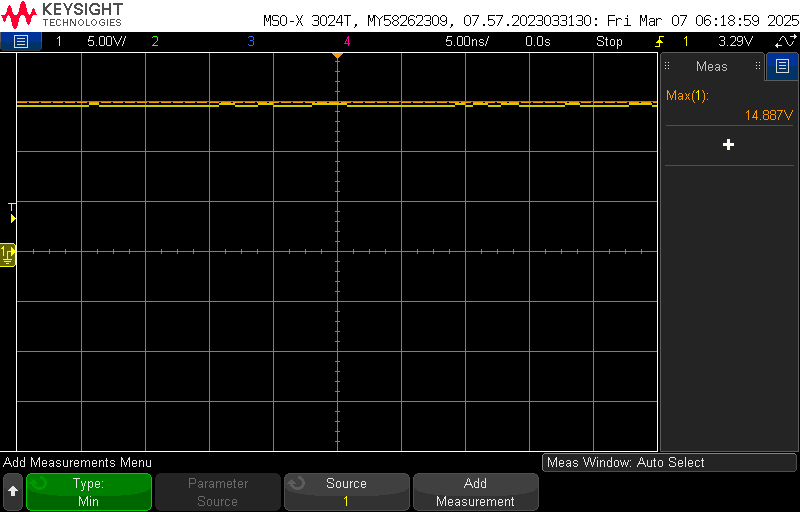 KEYSIGHT
TECHNOLOGIES
MSO-X 3024T, MY58262309, 07.57.2023033130: Fri Mar 07 06:18:59 2025
1 5.00V/ 2 3 4 5.00ns/ 0.0s Stop 1 3.29V
Meas
Max(1):
14.887V
T
1
Add Measurements Menu
Meas Window: Auto Select
Type:
Min
Parameter
Source
Source
1
Add
Measurement